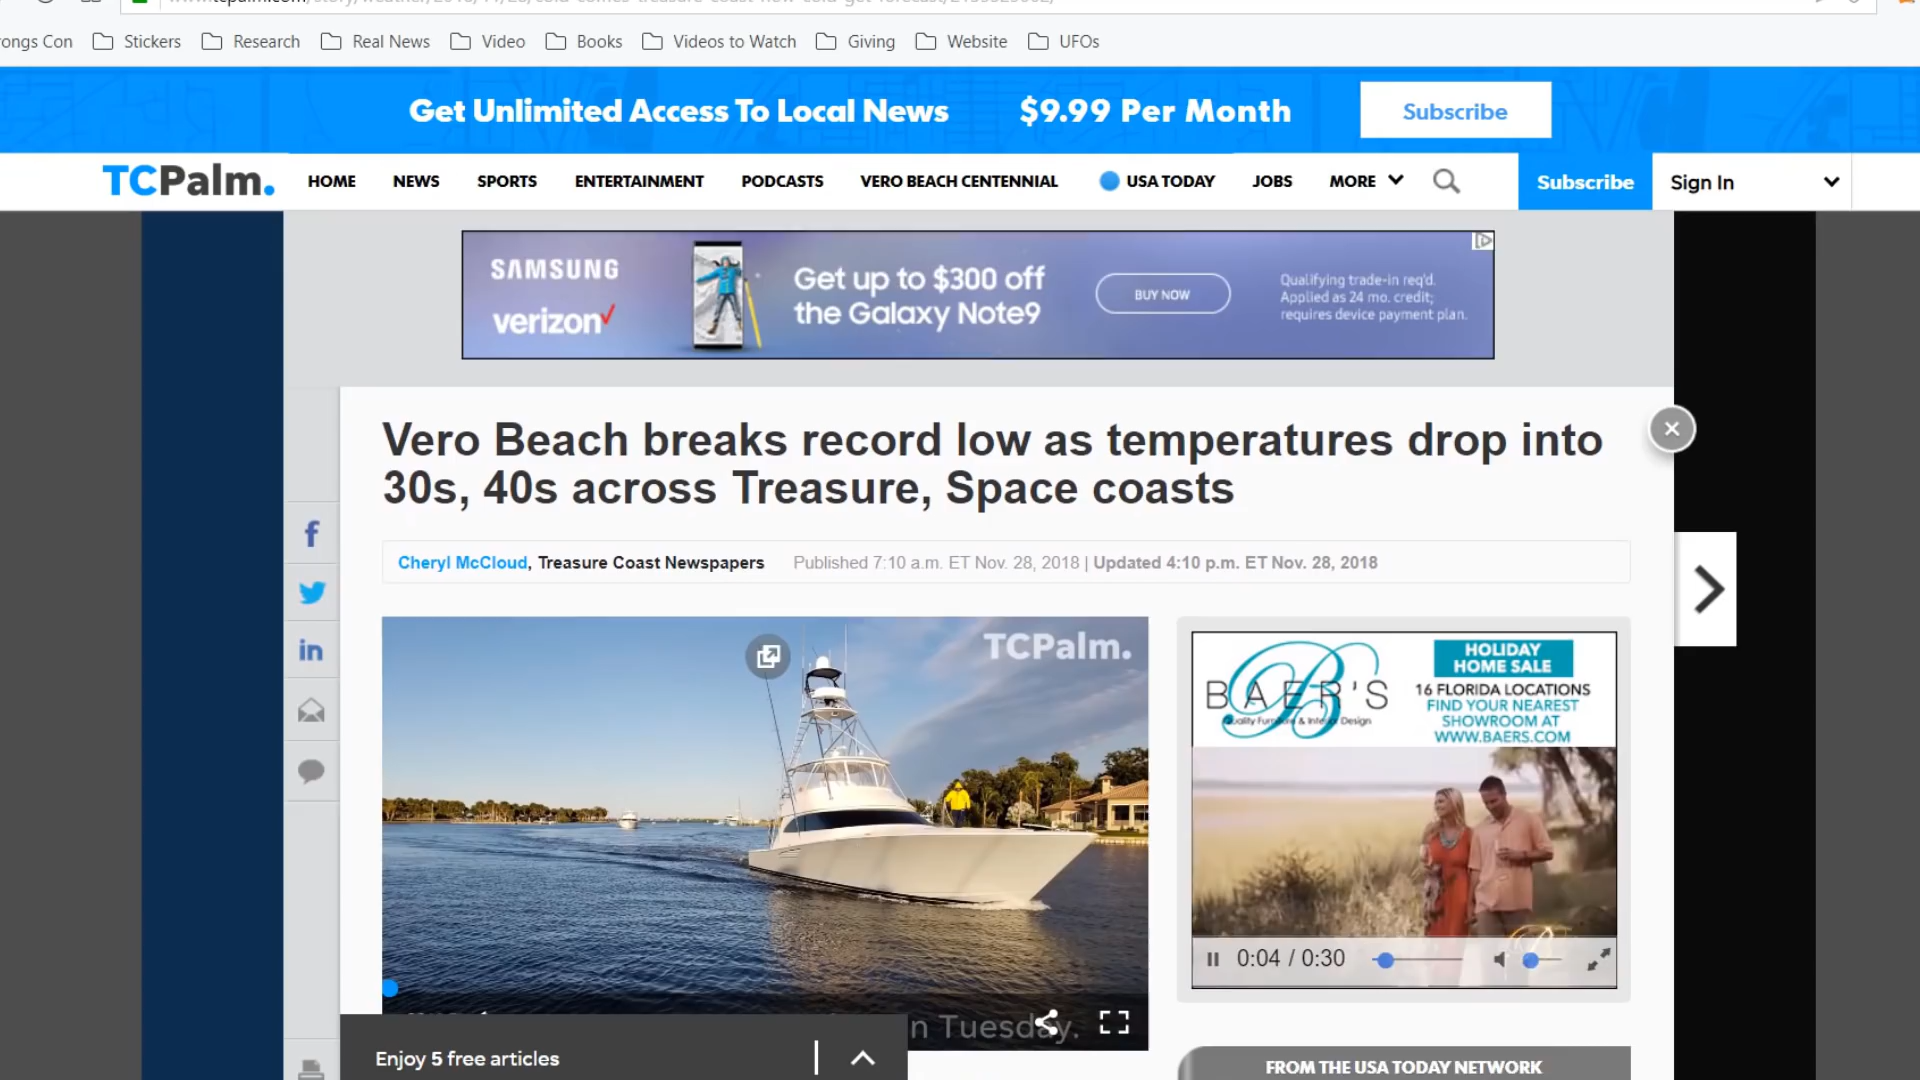 ongs Con Stickers Research Real News Video Books Videos to Watch Giving Website UFOs
Get Unlimited Access To Local News $9.99 Per Month Subscribe
TCPalm. HOME NEWS SPORTS ENTERTAINMENT PODCASTS VERO BEACH CENTENNIAL USA TODAY JOBS MORE Subscribe Sign In
SAMSUNG
verizon
Get up to $300 off
the Galaxy Note9
BUY NOW
Qualifying trade-in req'd.
Applied as 24 mo. credit;
requires device payment plan.
Vero Beach breaks record low as temperatures drop into
30s, 40s across Treasure, Space coasts
Cheryl McCloud, Treasure Coast Newspapers Published 7:10 a.m. ET Nov. 28, 2018 | Updated 4:10 p.m. ET Nov. 28, 2018
TCPalm.
n Tuesday.
BAER'S
Quality Furniture & Interior Design
HOLIDAY
HOME SALE
16 FLORIDA LOCATIONS
FIND YOUR NEAREST
SHOWROOM AT
WWW.BAERS.COM
0:04 / 0:30
Enjoy 5 free articles
FROM THE USA TODAY NETWORK